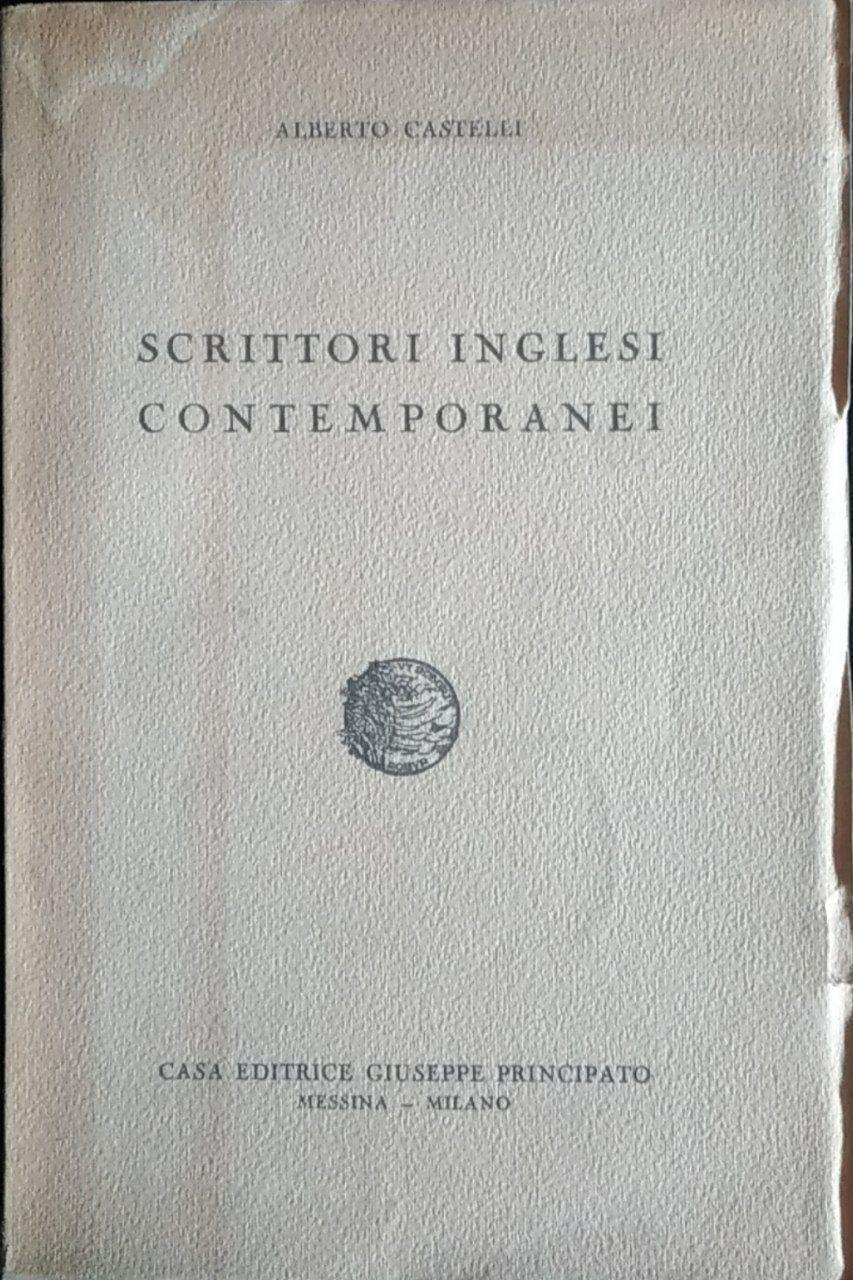 ALBERTO CASTELLI
SCRITTORI INGLESI
CONTEMPORANEI
CASA EDITRICE GIUSEPPE PRINCIPATO
MESSINA – MILANO